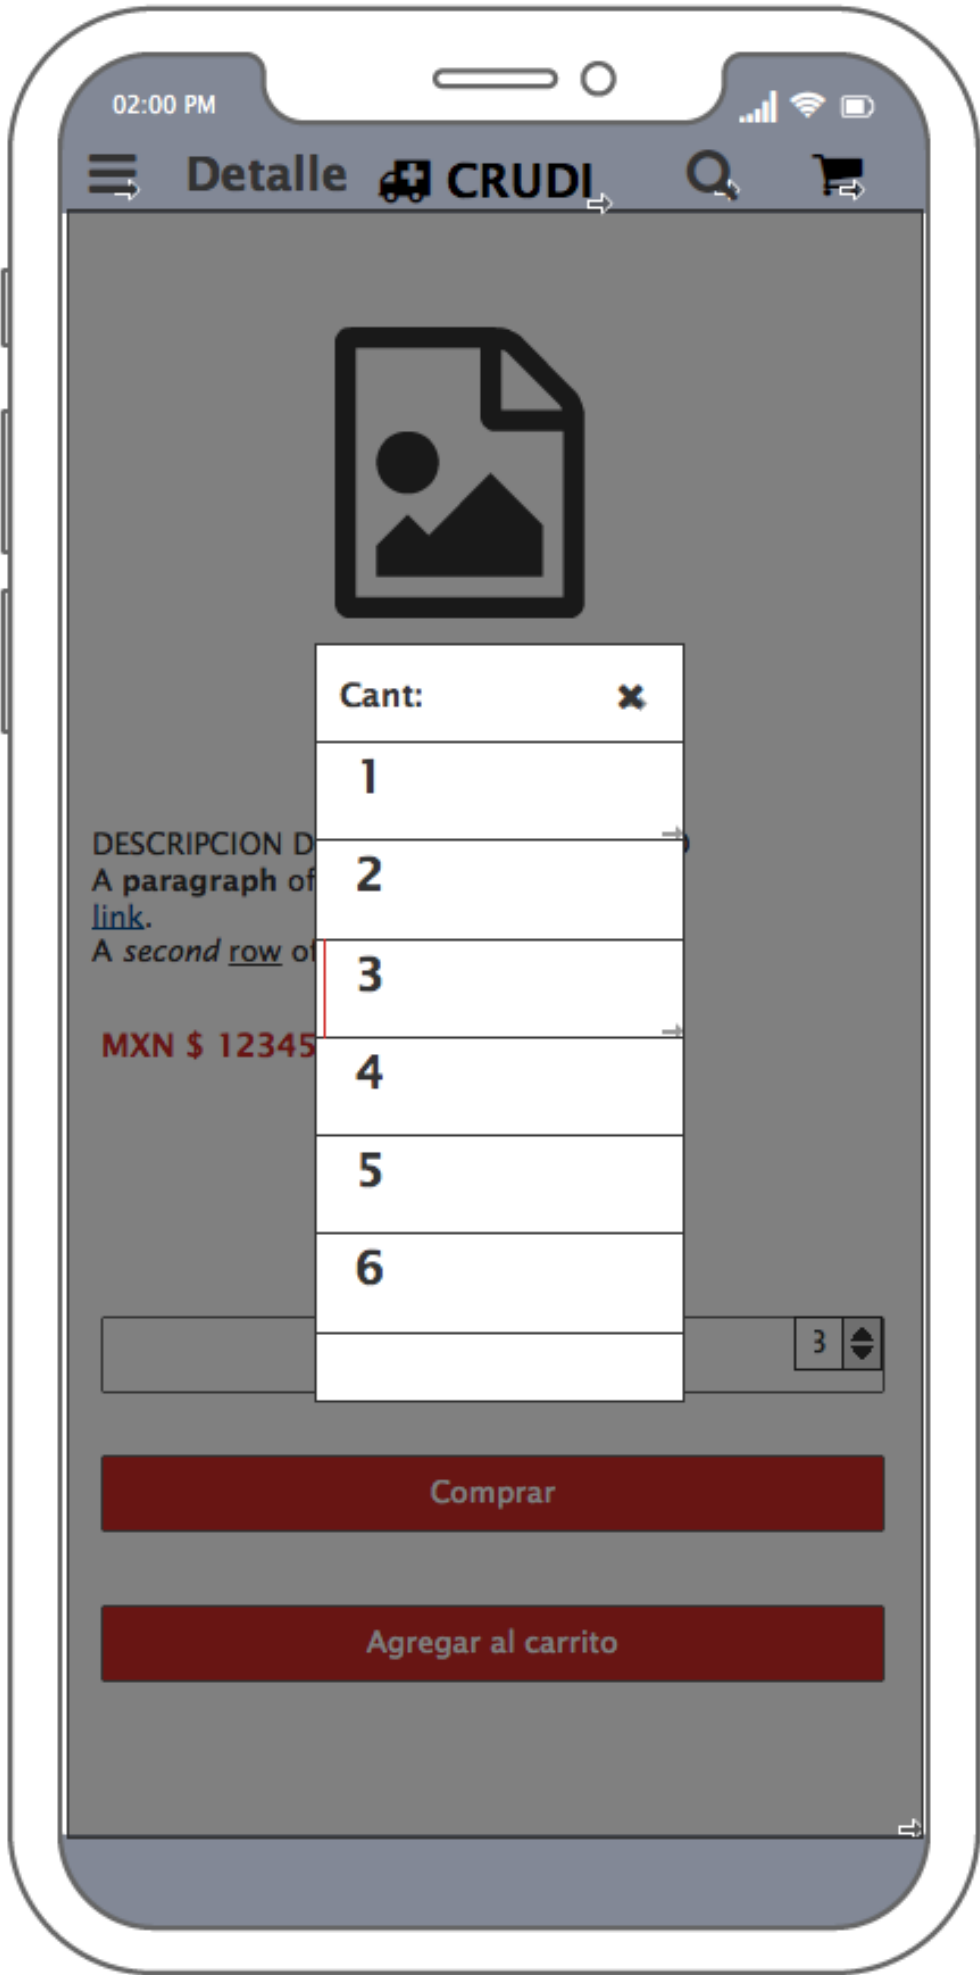 02:00 PM
Detalle CRUDI
Cant:
1
2
3
4
5
6
DESCRIPCION D
A paragraph of
link.
A second row of
MXN $ 12345
3
Comprar
Agregar al carrito